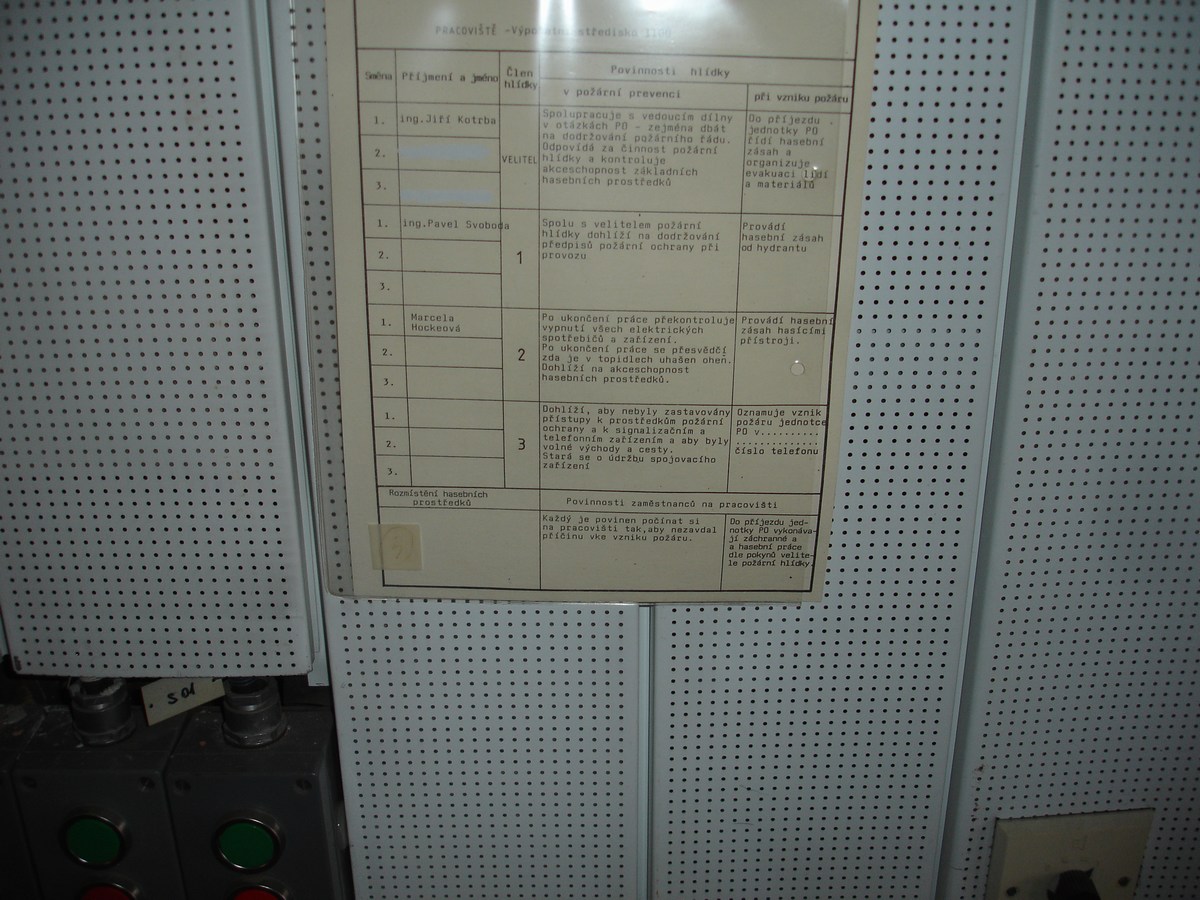 PRACOVIŠTĚ -Výpočetní středisko
Směna Příjmení a jméno Člen hlídky Povinnosti hlídky
v požární prevenci při vzniku požáru
1. ing.Jiří Kotrba
2.
3.
VELITEL
Spolupracuje s vedoucím dílny
v otázkách PO - zejména dbát
na dodržování požárního řádu.
Odpovídá za činnost požární
hlídky a kontroluje
akceschopnost základních
hasebních prostředků
Do příjezdu
jednotky PO
řídí hasební
zásah a
organizuje
evakuaci lidí
a materiálů
1. ing.Pavel Svoboda
2.
3.
1
Spolu s velitelem požární
hlídky dohlíží na dodržování
předpisů požární ochrany při
provozu
Provádí
hasební zásah
od hydrantu
1. Marcela
Hockeová
2.
3.
2
Po ukončení práce překontroluje
vypnutí všech elektrických
spotřebičů a zařízení.
Po ukončení práce se přesvědčí
zda je v topidlech uhašen oheň.
Dohlíží na akceschopnost
hasebních prostředků.
Provádí hasební
zásah hasícími
přístroji.
1.
2.
3.
3
Dohlíží, aby nebyly zastavovány
přístupy k prostředkům požární
ochrany a k signalizačním a
telefonním zařízením a aby byly
volné východy a cesty.
Stará se o údržbu spojovacího
zařízení
Oznamuje vznik
požáru jednotce
PO v..........
..............
číslo telefonu
Rozmístění hasebních
prostředků
Povinnosti zaměstnanců na pracovišti
Každý je povinen počínat si
na pracovišti tak,aby nezavdal
příčinu vke vzniku požáru.
Do příjezdu jed-
notky PO vykonáva-
jí záchranné a
a hasební práce
dle pokynů velite-
le požární hlídky.
S01